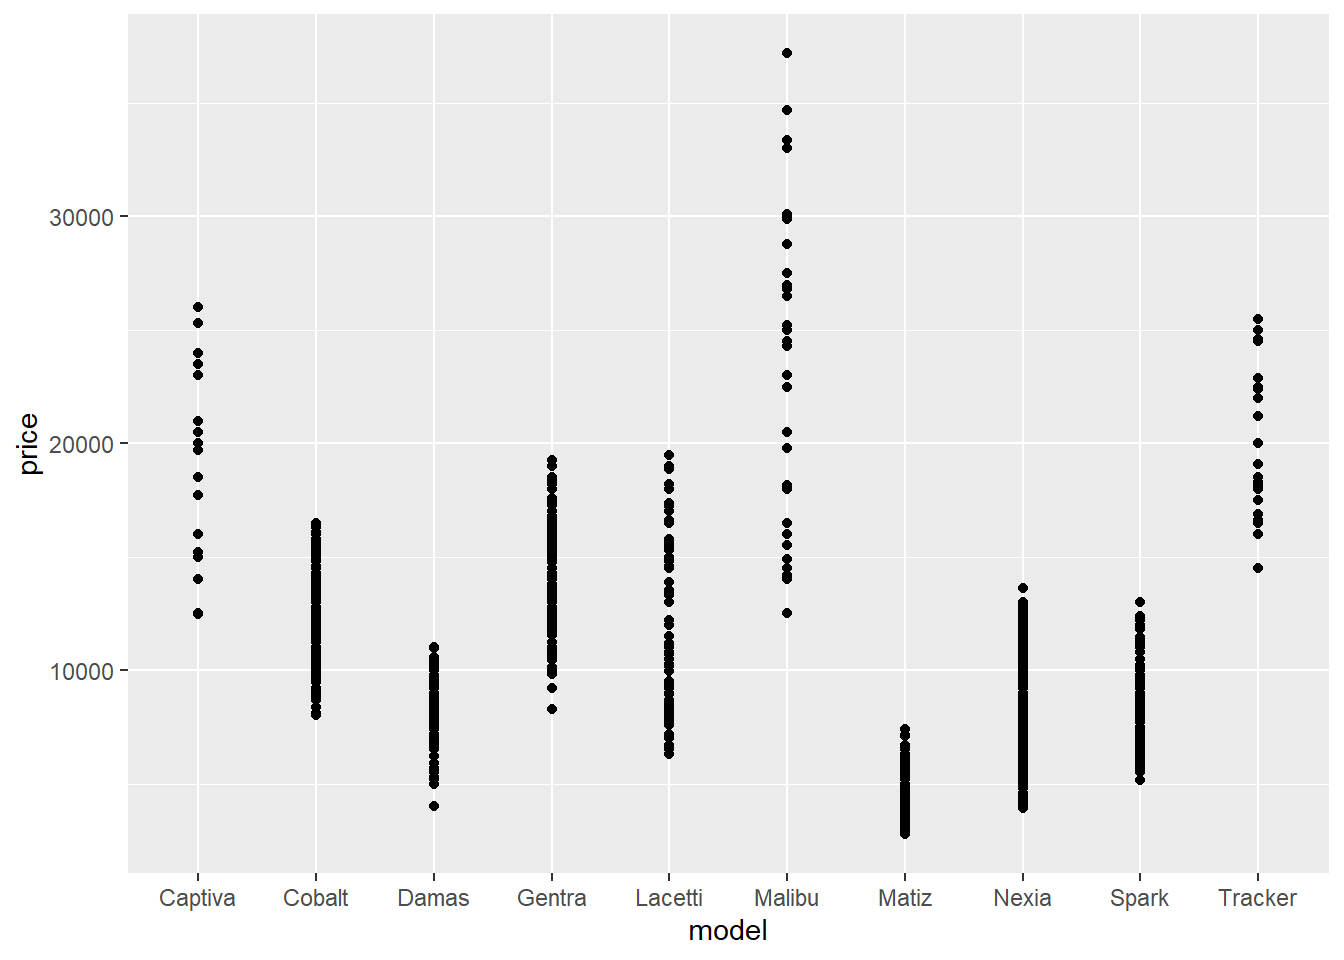 price
30000
20000
10000
Captiva Cobalt Damas Gentra Lacetti Malibu Matiz Nexia Spark Tracker
model